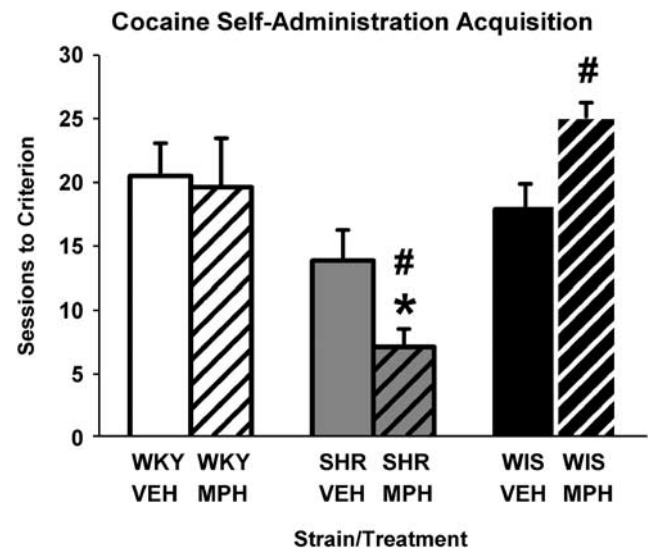 Cocaine Self-Administration Acquisition
Sessions to Criterion
30
25
20
15
10
5
0
#
*
#
WKY WKY SHR SHR WIS WIS
VEH MPH VEH MPH VEH MPH
Strain/Treatment